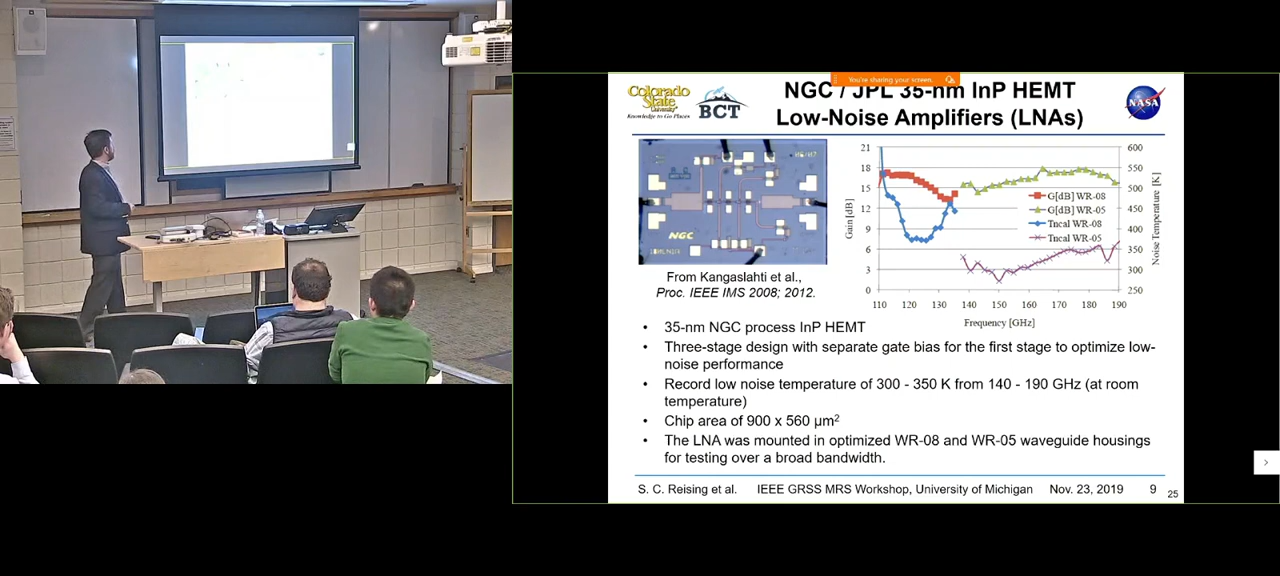 You're sharing your screen.
Colorado
State
University
Knowledge to Go Places
BCT
NGC / JPL 35-nm InP HEMT
Low-Noise Amplifiers (LNAs)
NASA
NGC
From Kangaslahti et al.,
Proc. IEEE IMS 2008; 2012.
Gain [dB]
21
18
15
12
9
6
3
0
G[dB] WR-08
G[dB] WR-05
Tncal WR-08
Tncal WR-05
600
550
500
450
400
350
300
250
Noise Temperature [K]
110 120 130 140 150 160 170 180 190
Frequency [GHz]
• 35-nm NGC process InP HEMT
• Three-stage design with separate gate bias for the first stage to optimize low-
noise performance
• Record low noise temperature of 300 - 350 K from 140 - 190 GHz (at room
temperature)
• Chip area of 900 x 560 µm²
• The LNA was mounted in optimized WR-08 and WR-05 waveguide housings
for testing over a broad bandwidth.
S. C. Reising et al. IEEE GRSS MRS Workshop, University of Michigan Nov. 23, 2019 9
25